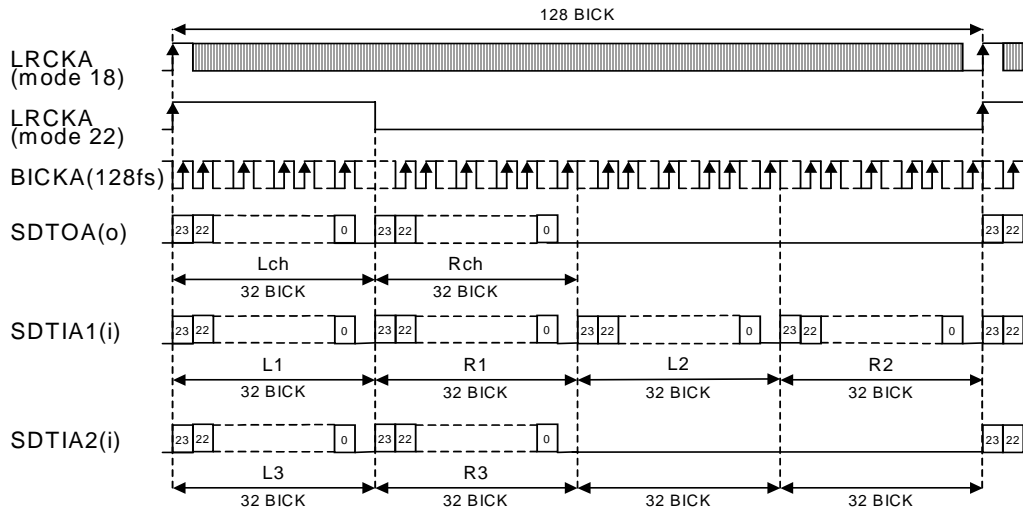 128 BICK
LRCKA
(mode 18)
LRCKA
(mode 22)
BICKA(128fs)
SDTOA(o) 23 22 0 23 22 0 23 22
Lch Rch
32 BICK 32 BICK
SDTIA1(i) 23 22 0 23 22 0 23 22 0 23 22 0 23 22
L1 R1 L2 R2
32 BICK 32 BICK 32 BICK 32 BICK
SDTIA2(i) 23 22 0 23 22 0 23 22
L3 R3
32 BICK 32 BICK 32 BICK 32 BICK